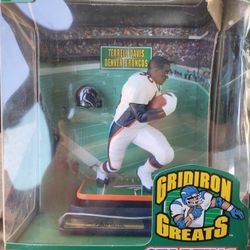 TERRELL DAVIS
DENVER BRONCOS
GRIDIRON
GREATS